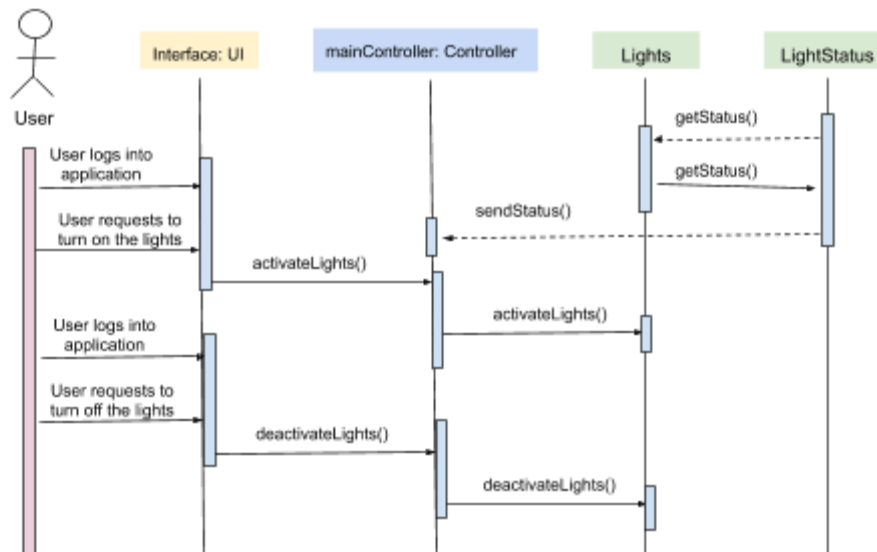 Interface: UI
mainController: Controller
Lights
LightStatus
User
getStatus()
User logs into
application
getStatus()
sendStatus()
User requests to
turn on the lights
activateLights()
activateLights()
User logs into
application
User requests to
turn off the lights
deactivateLights()
deactivateLights()